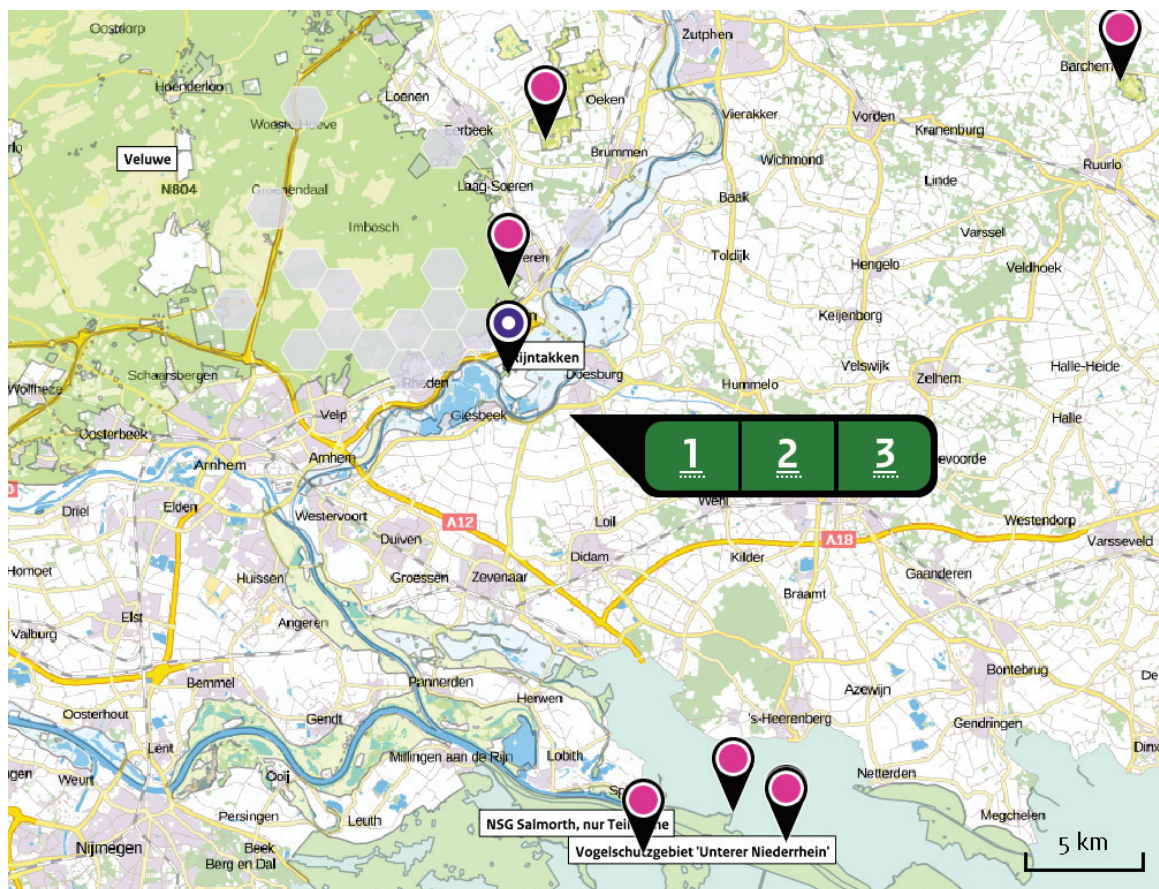 Oostdorp
Zutphen
Barchem
Hoenderloo
Loenen
Oeken
Vierakker
Vorden
Woeste Hoeve
Eerbeek
Kranenburg
Brummen
Wichmond
Ruurlo
Veluwe
Linde
N804
Groenendaal
Laag-Soeren
Baak
Imbosch
Varssel
Toldijk
Hengelo
Veldhoek
Keijenborg
Rijntakken
Schaarsbergen
Doesburg
Velswijk
Halle-Heide
Wolfheze
Rheden
Hummelo
Zelhem
Velp
Giesbeek
Halle
Oosterbeek
1
2
3
Arnhem
Arnhem
Wehl
Driel
Elden
Westervoort
A12
Loil
Westendorp
Duiven
A18
Varsseveld
Didam
Kilder
Homoet
Huissen
Groessen
Zevenaar
Gaanderen
Elst
Braamt
Valburg
Angeren
Bontebrug
Bemmel
Pannerden
Herwen
Azewijn
Oosterhout
Gendt
's-Heerenberg
Gendringen
Lent
Millingen aan de Rijn
Lobith
Weurt
Ooij
Netterden
Persingen
Leuth
NSG Salmorth, nur Teilfläche
Megchelen
Nijmegen
Beek
Vogelschutzgebiet 'Unterer Niederrhein'
Berg en Dal
5 km